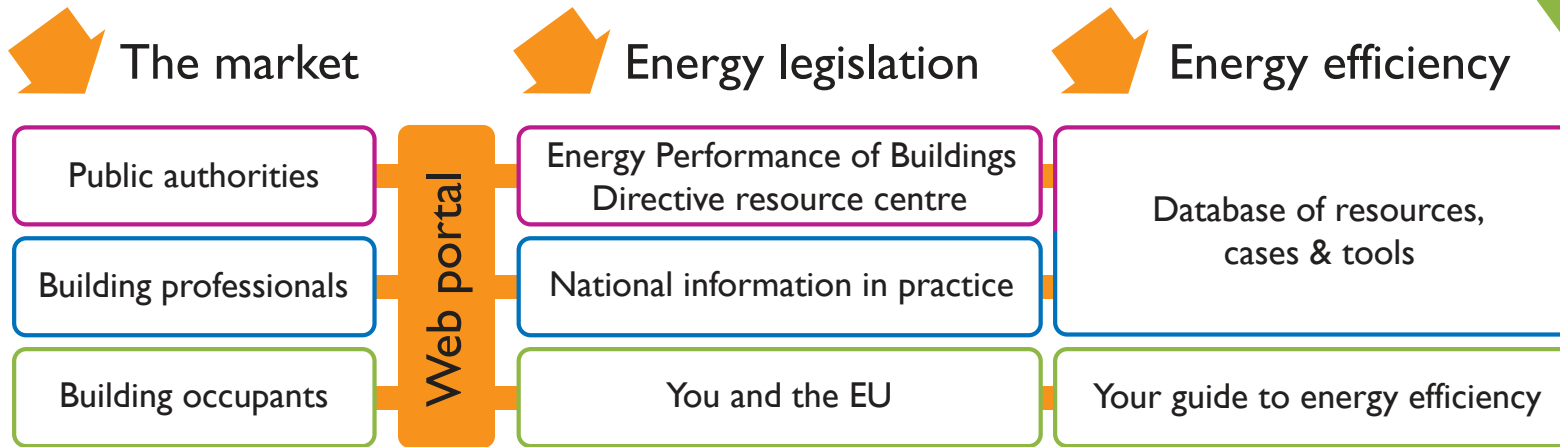 The market
Energy legislation
Energy efficiency
Public authorities
Building professionals
Building occupants
Web portal
Energy Performance of Buildings
Directive resource centre
National information in practice
You and the EU
Database of resources,
cases & tools
Your guide to energy efficiency